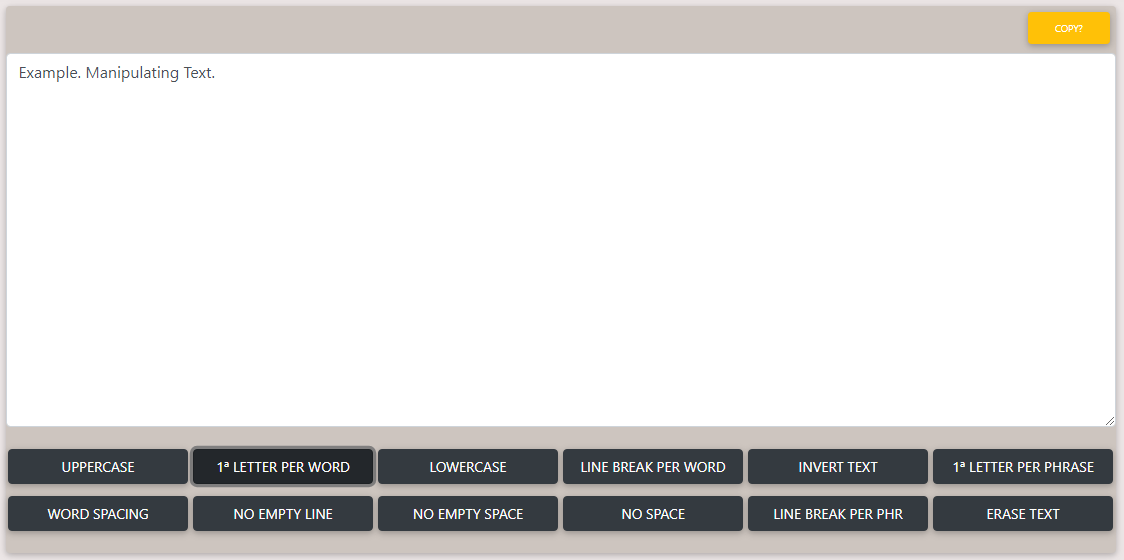 COPY?
Example. Manipulating Text.
UPPERCASE
1ª LETTER PER WORD
LOWERCASE
LINE BREAK PER WORD
INVERT TEXT
1ª LETTER PER PHRASE
WORD SPACING
NO EMPTY LINE
NO EMPTY SPACE
NO SPACE
LINE BREAK PER PHR
ERASE TEXT